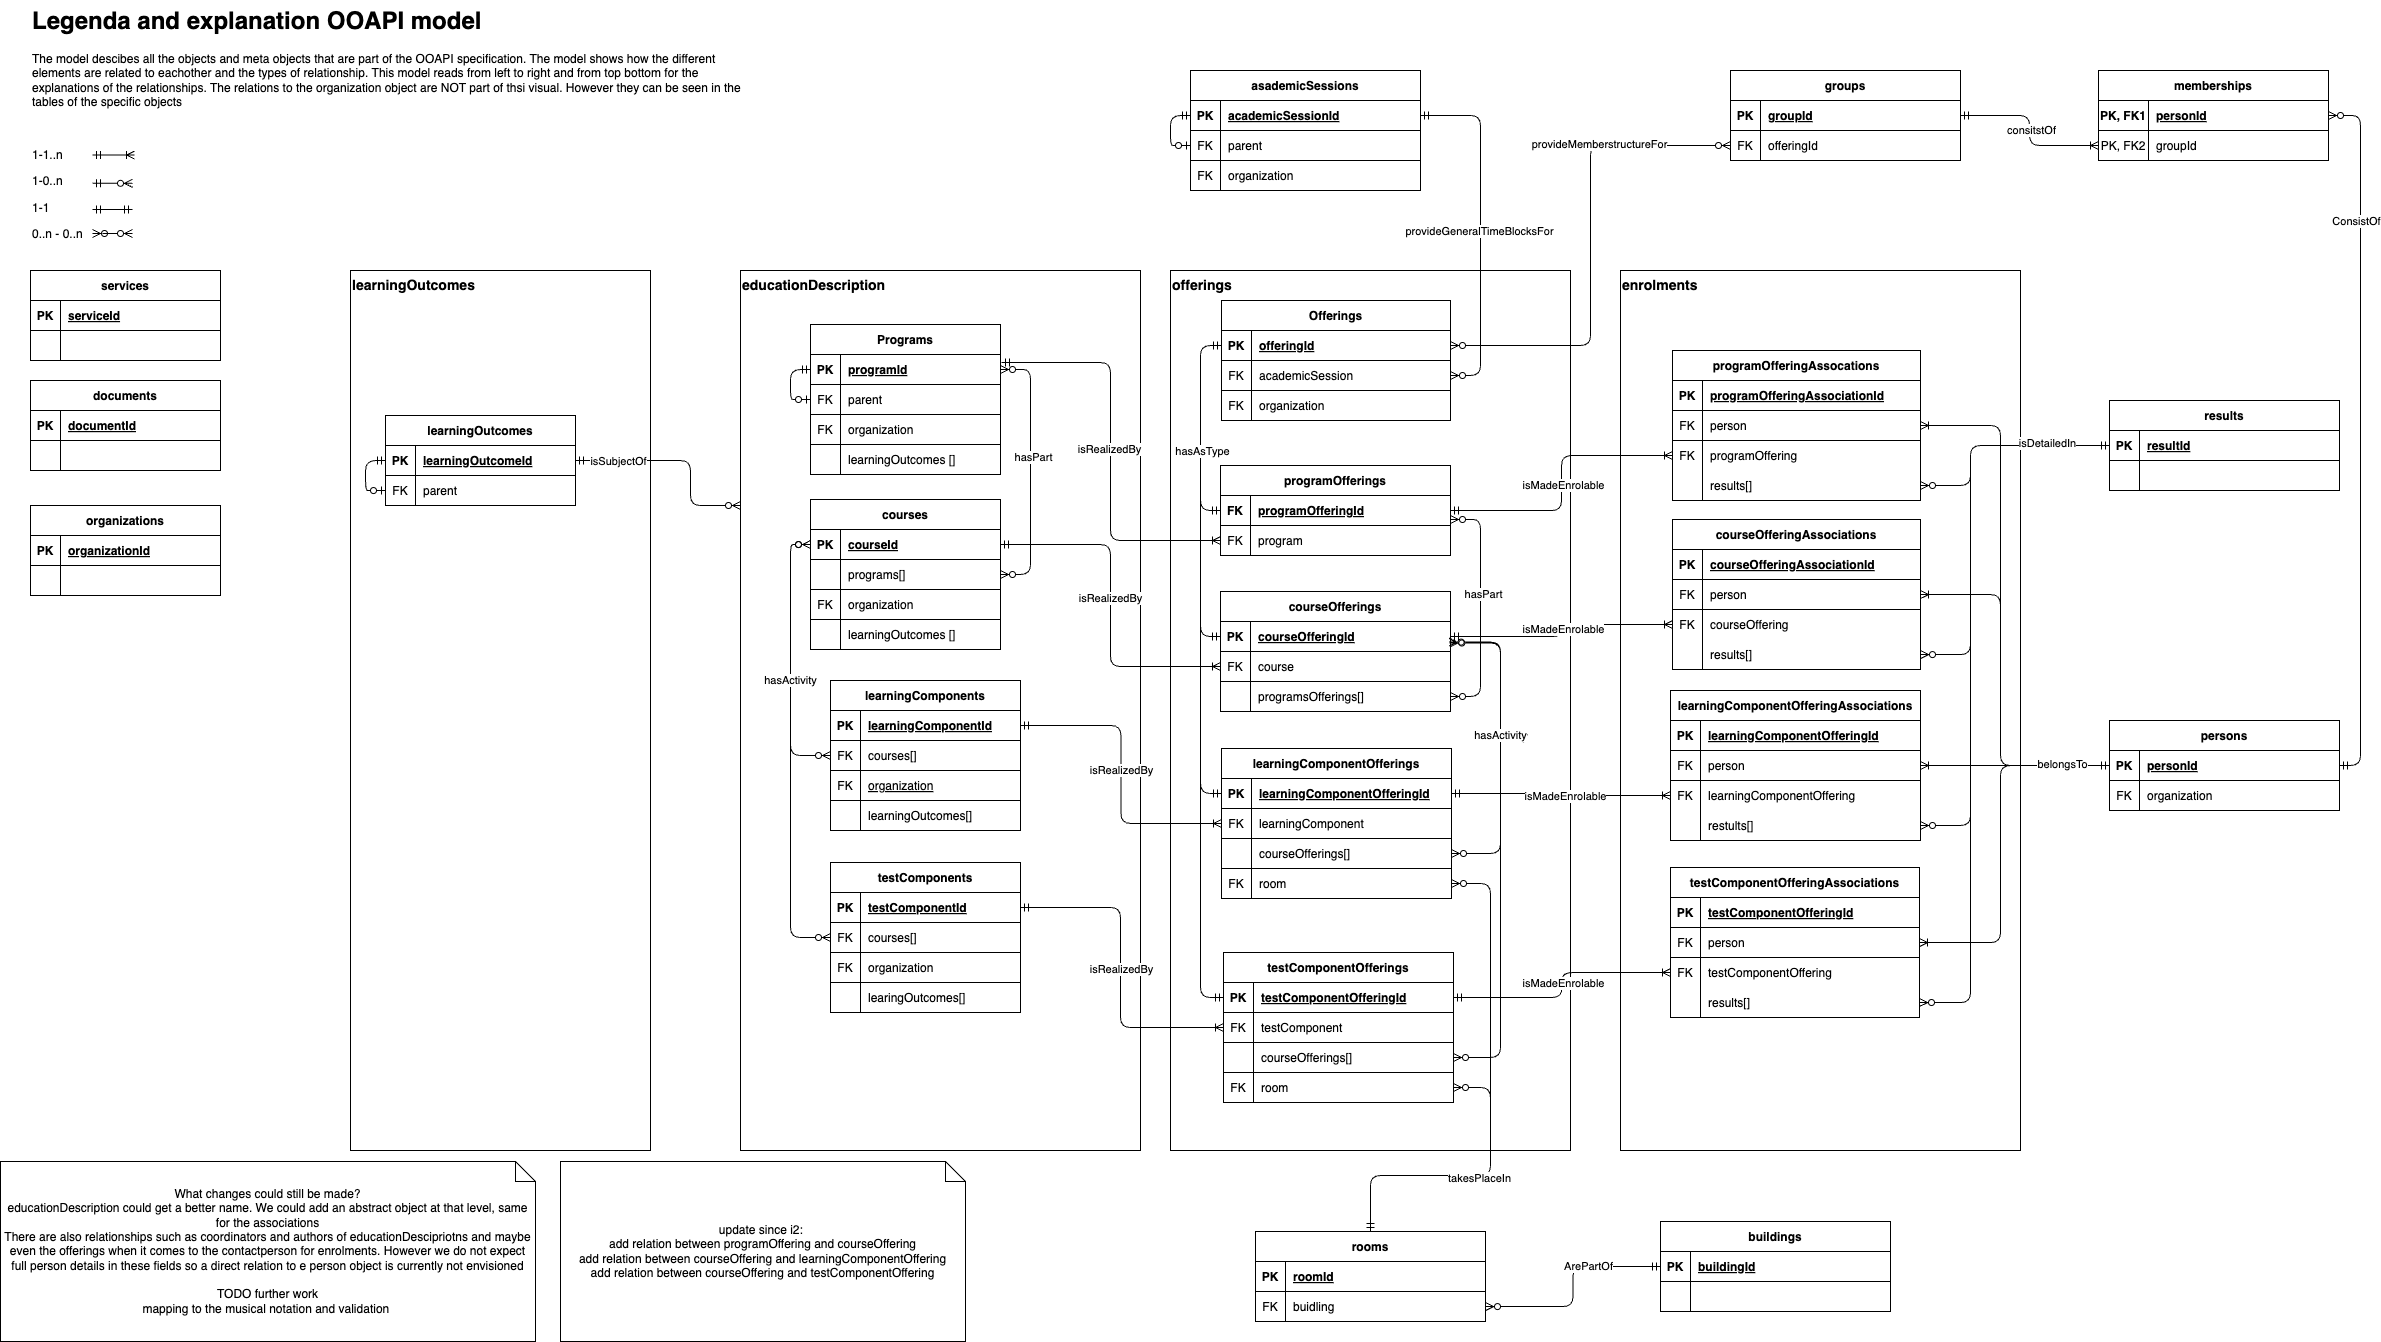 Legenda and explanation OOAPI model
The model descibes all the objects and meta objects that are part of the OOAPI specification. The model shows how the different
elements are related to eachother and the types of relationship. This model reads from left to right and from top bottom for the
explanations of the relationships. The relations to the organization object are NOT part of thsi visual. However they can be seen in the
tables of the specific objects
1-1..n
1-0..n
1-1
0..n - 0..n
services
PK serviceId
documents
PK documentId
organizations
PK organizationId
learningOutcomes
learningOutcomes
PK learningOutcomeId
FK parent
isSubjectOf
educationDescription
Programs
PK programId
FK parent
FK organization
learningOutcomes []
hasPart
courses
PK courseId
programs[]
FK organization
learningOutcomes []
hasActivity
learningComponents
PK learningComponentId
FK courses[]
FK organization
learningOutcomes[]
testComponents
PK testComponentId
FK courses[]
FK organization
learingOutcomes[]
isRealizedBy
isRealizedBy
isRealizedBy
isRealizedBy
asademicSessions
PK academicSessionId
FK parent
FK organization
provideGeneralTimeBlocksFor
offerings
Offerings
PK offeringId
FK academicSession
FK organization
hasAsType
programOfferings
FK programOfferingId
FK program
hasPart
courseOfferings
PK courseOfferingId
FK course
programsOfferings[]
hasActivity
learningComponentOfferings
PK learningComponentOfferingId
FK learningComponent
courseOfferings[]
FK room
testComponentOfferings
PK testComponentOfferingId
FK testComponent
courseOfferings[]
FK room
takesPlaceIn
rooms
PK roomId
FK buidling
ArePartOf
buildings
PK buildingId
provideMemberstructureFor
groups
PK groupId
FK offeringId
consitstOf
memberships
PK, FK1 personId
PK, FK2 groupId
ConsistOf
isMadeEnrolable
isMadeEnrolable
isMadeEnrolable
isMadeEnrolable
enrolments
programOfferingAssocations
PK programOfferingAssociationId
FK person
FK programOffering
results[]
courseOfferingAssociations
PK courseOfferingAssociationId
FK person
FK courseOffering
results[]
learningComponentOfferingAssociations
PK learningComponentOfferingId
FK person
FK learningComponentOffering
restults[]
testComponentOfferingAssociations
PK testComponentOfferingId
FK person
FK testComponentOffering
results[]
isDetailedIn
results
PK resultId
belongsTo
persons
PK personId
FK organization
What changes could still be made?
educationDescription could get a better name. We could add an abstract object at that level, same
for the associations
There are also relationships such as coordinators and authors of educationDescipriotns and maybe
even the offerings when it comes to the contactperson for enrolments. However we do not expect
full person details in these fields so a direct relation to e person object is currently not envisioned
TODO further work
mapping to the musical notation and validation
update since i2:
add relation between programOffering and courseOffering
add relation between courseOffering and learningComponentOffering
add relation between courseOffering and testComponentOffering